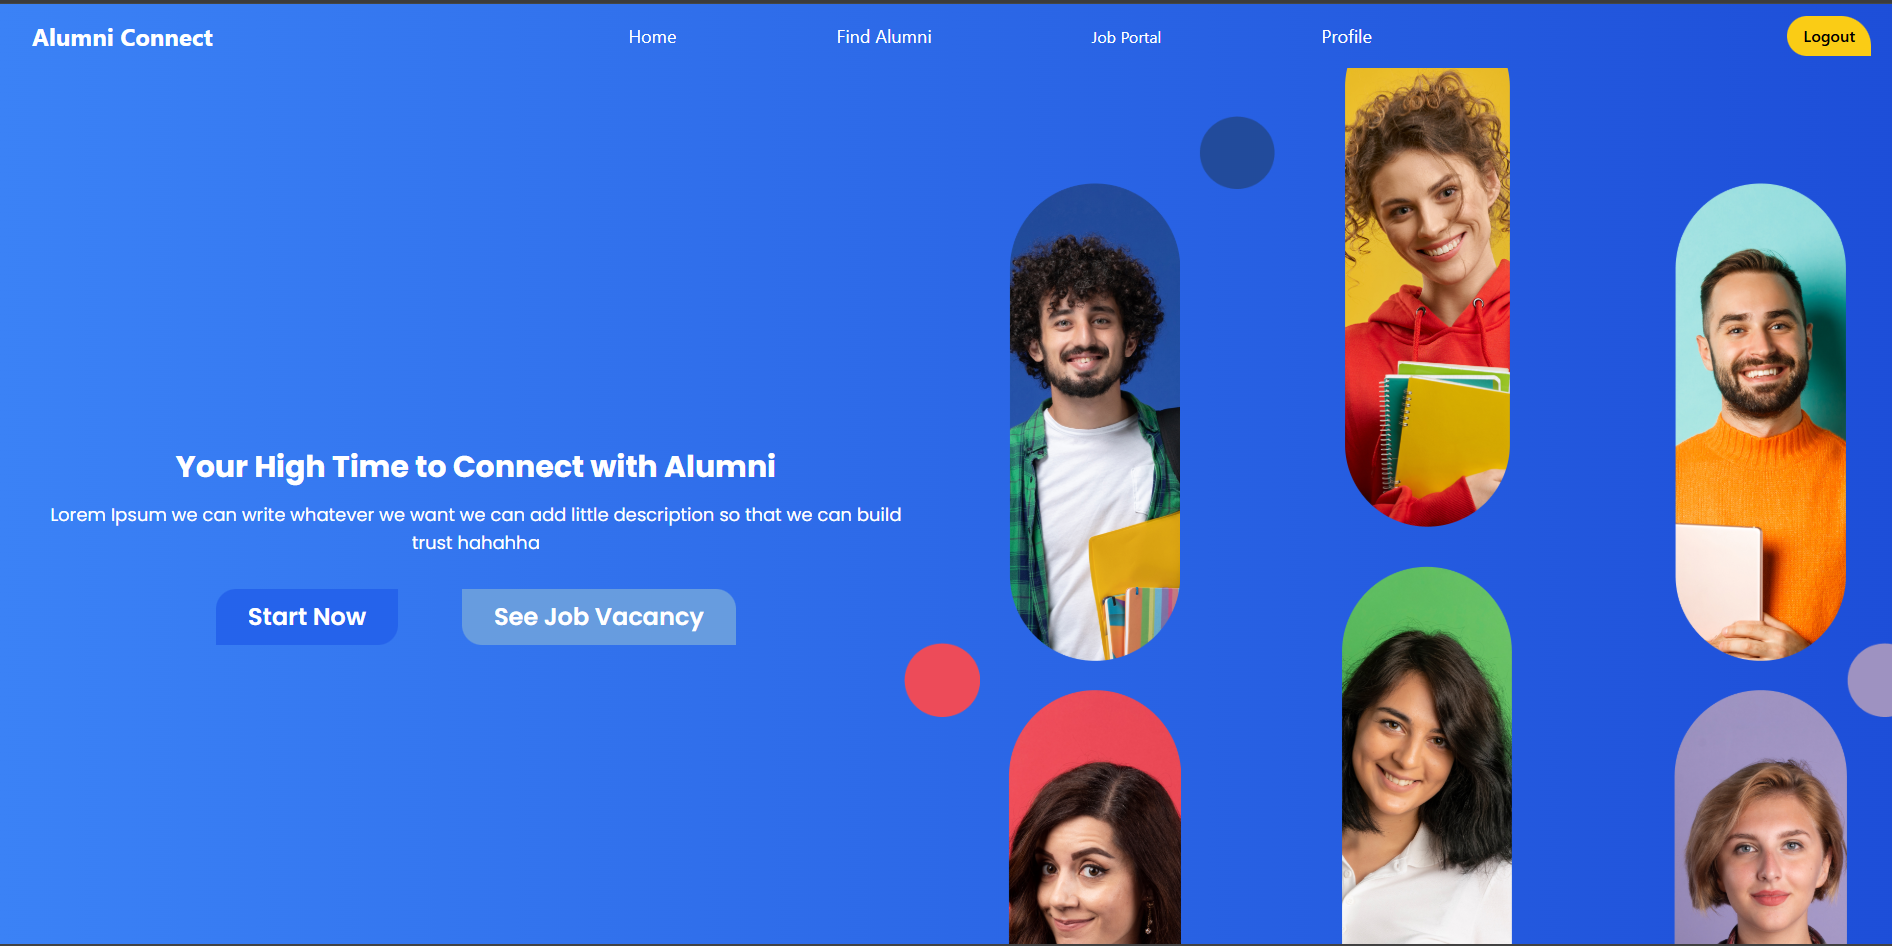 Alumni Connect
Home
Find Alumni
Job Portal
Profile
Logout
Your High Time to Connect with Alumni
Lorem Ipsum we can write whatever we want we can add little description so that we can build
trust hahahha
Start Now
See Job Vacancy